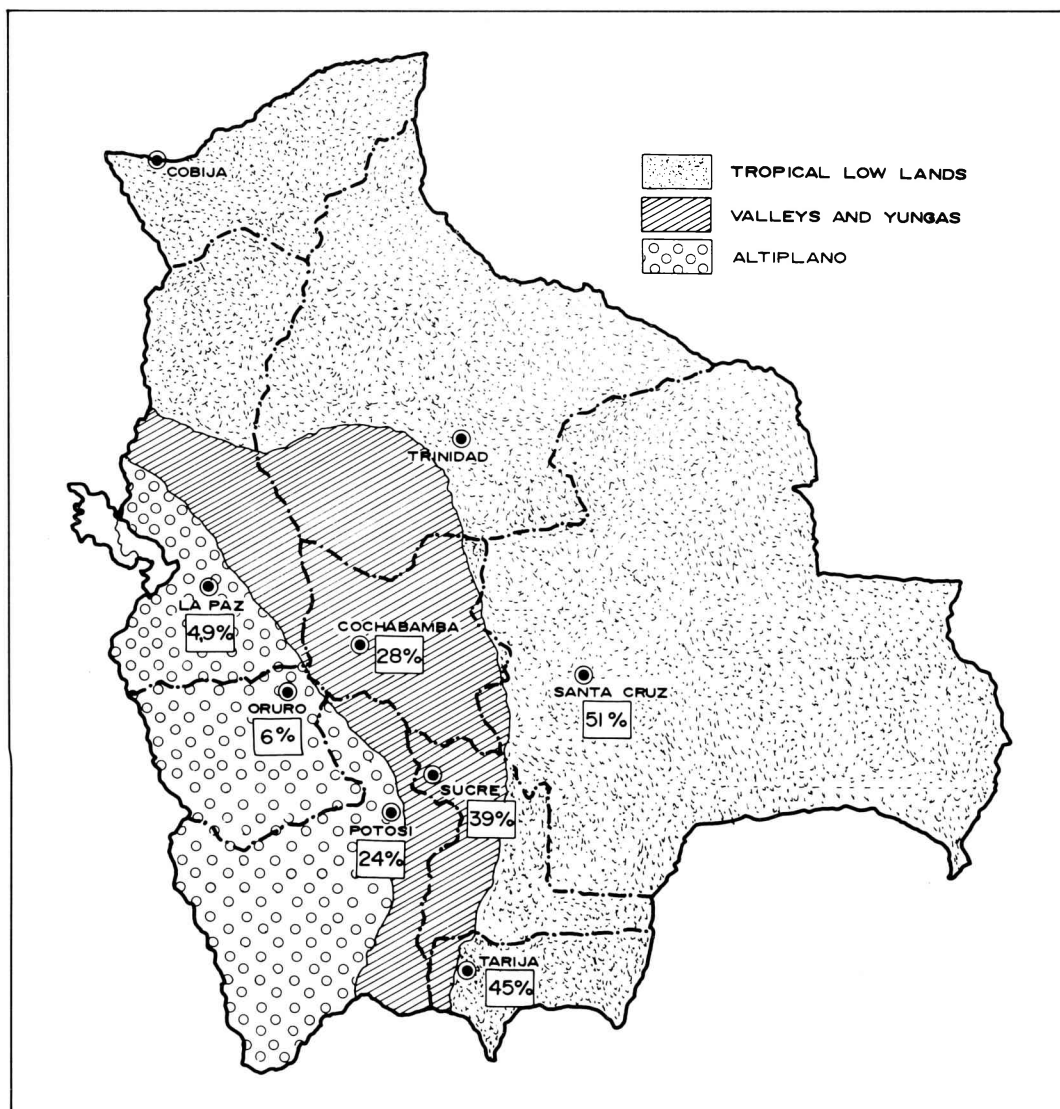 COBIJA
TROPICAL LOW LANDS
VALLEYS AND YUNGAS
ALTIPLANO
TRINIDAD
LA PAZ
4,9%
COCHABAMBA
28%
ORURO
6%
SANTA CRUZ
51%
SUCRE
39%
POTOSI
24%
TARIJA
45%